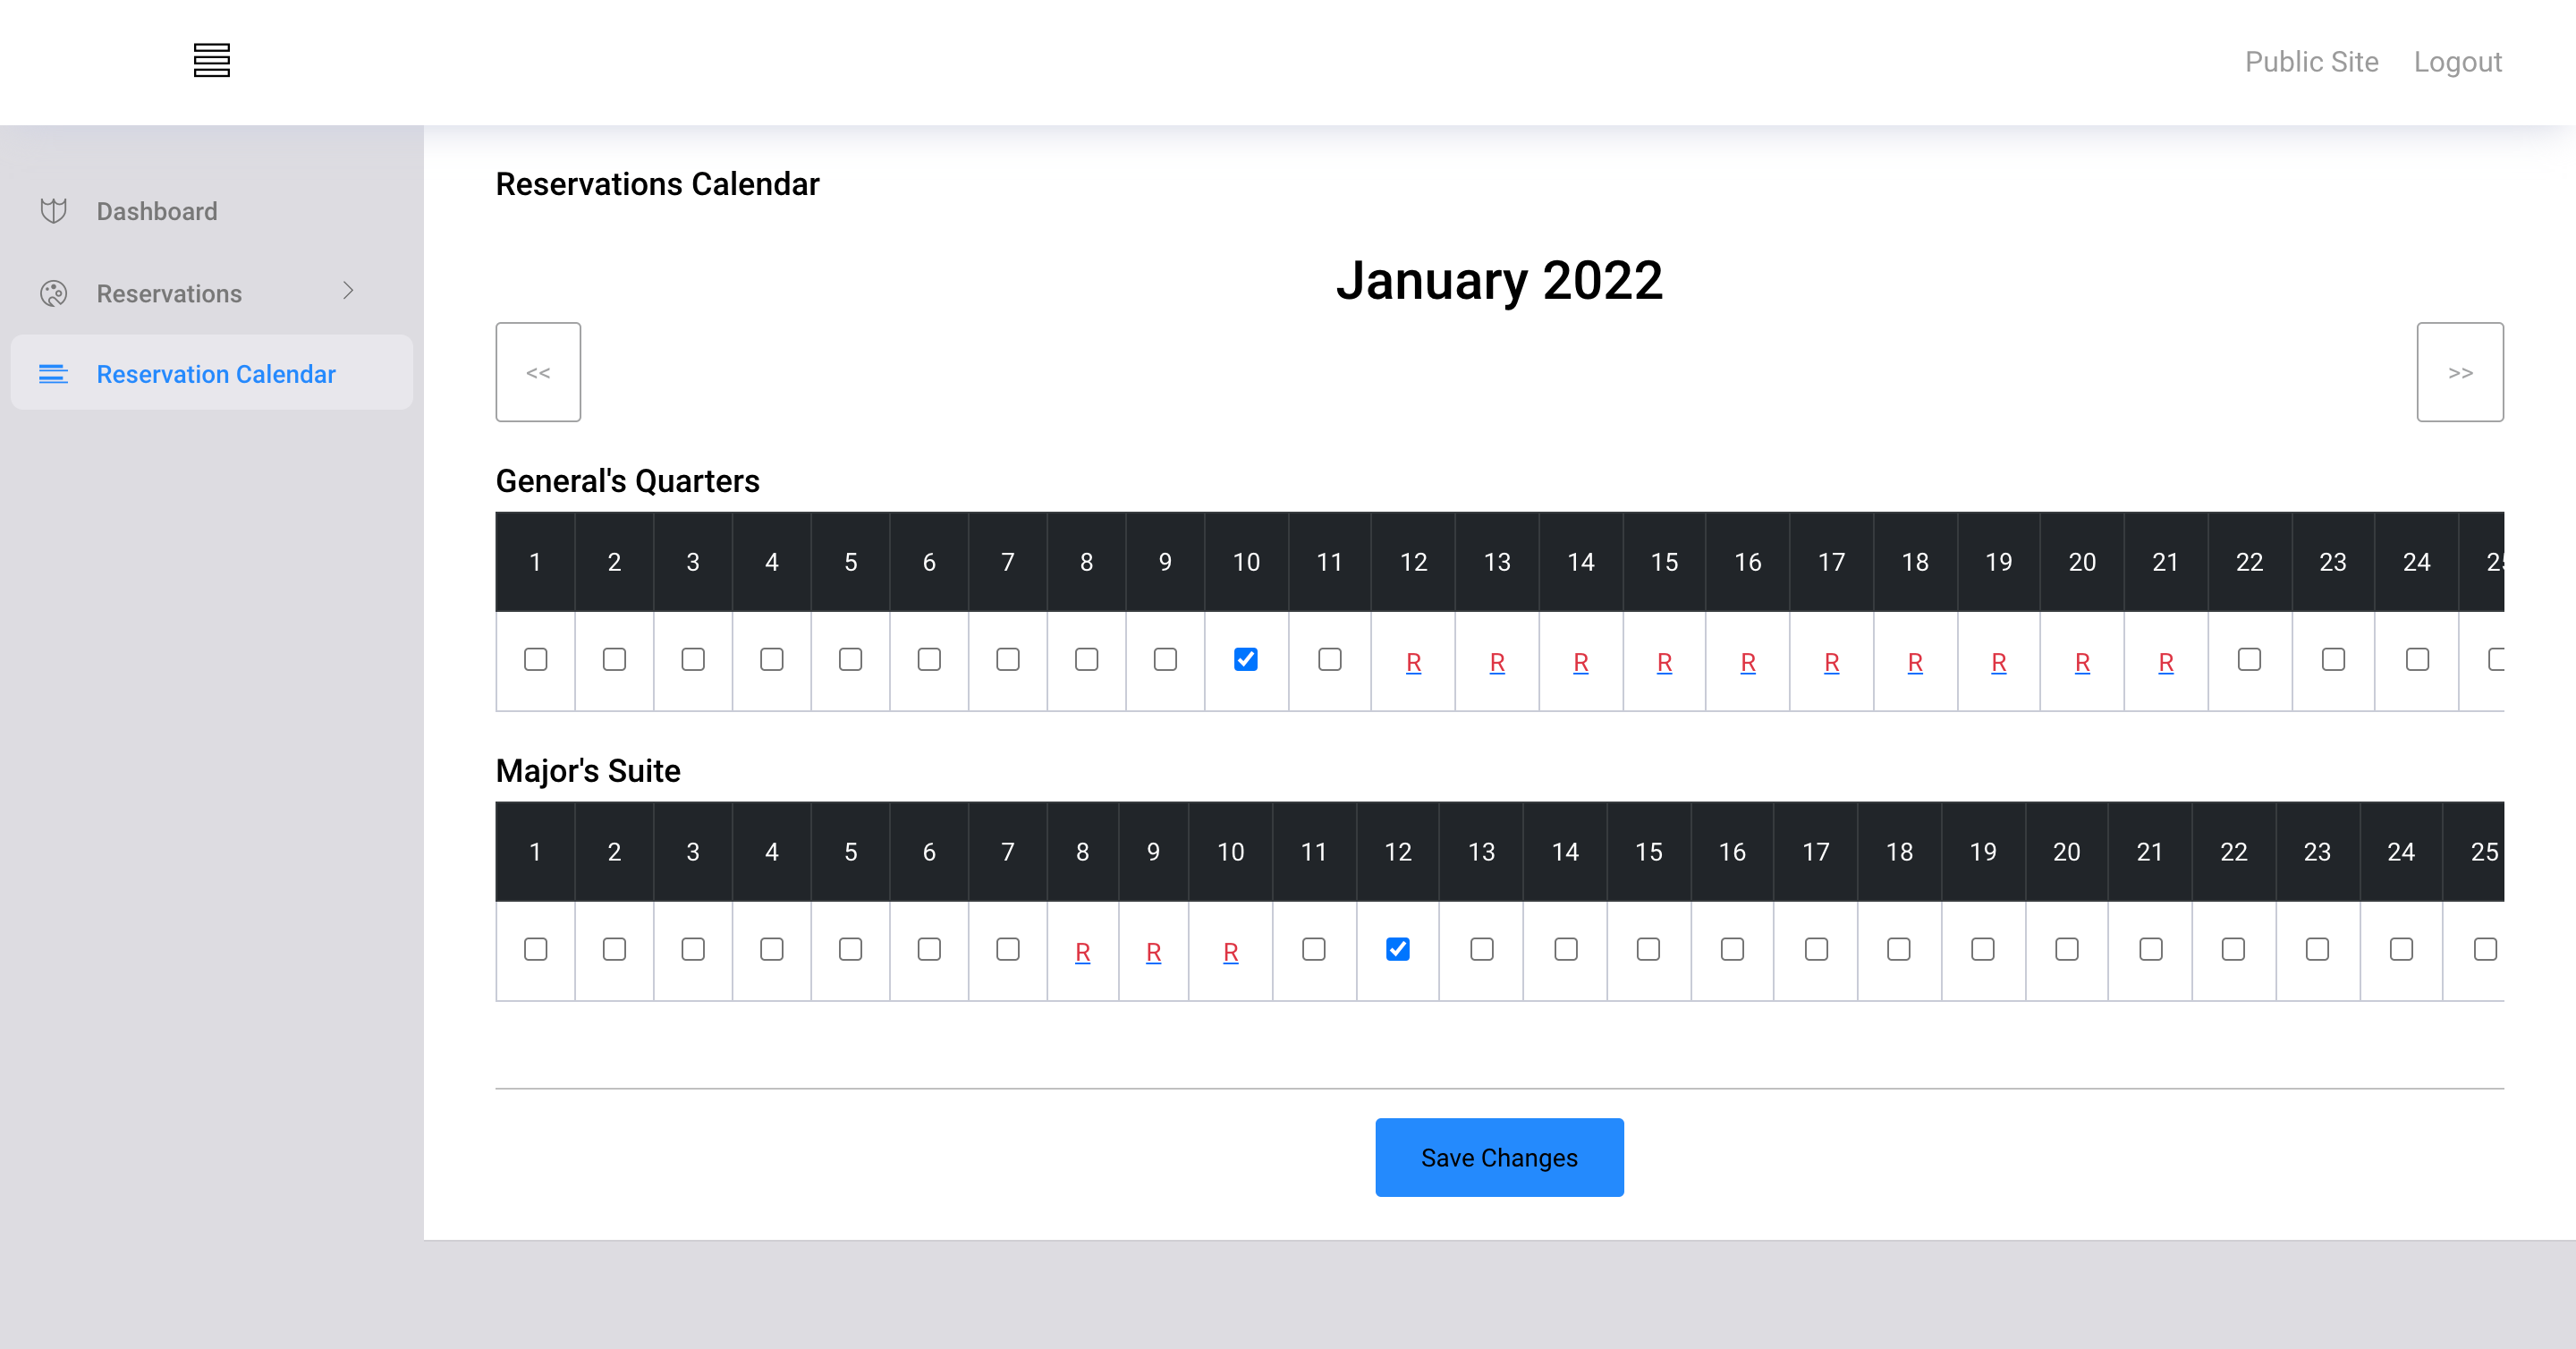 Public Site Logout
Dashboard
Reservations
Reservation Calendar
Reservations Calendar
January 2022
<< >>
General's Quarters
1 2 3 4 5 6 7 8 9 10 11 12 13 14 15 16 17 18 19 20 21 22 23 24
R R R R R R R R R R
Major's Suite
1 2 3 4 5 6 7 8 9 10 11 12 13 14 15 16 17 18 19 20 21 22 23 24 25
R R R
Save Changes